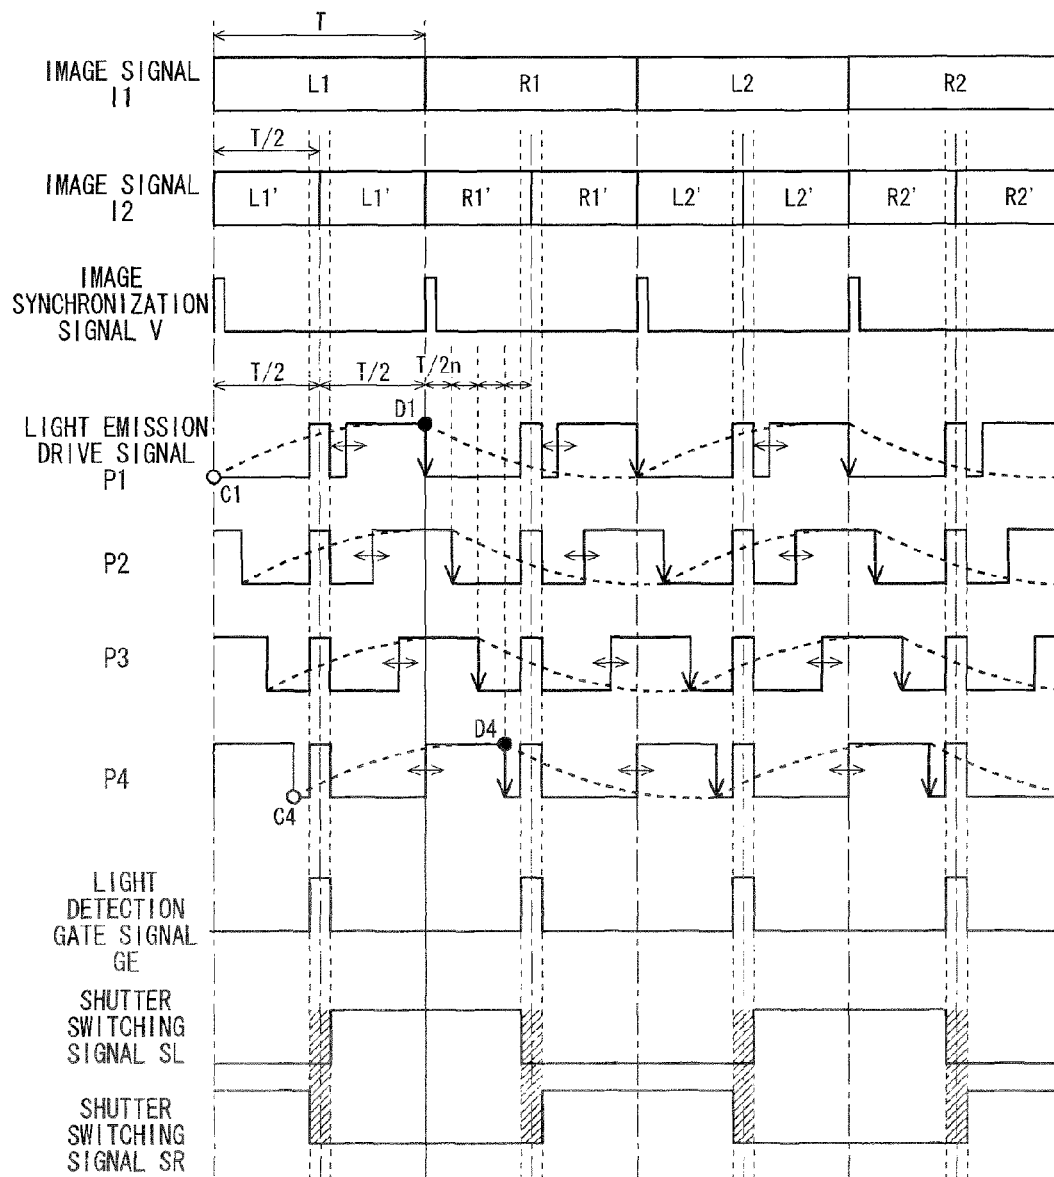 T
IMAGE SIGNAL I1
L1 R1 L2 R2
T/2
IMAGE SIGNAL I2
L1' L1' R1' R1' L2' L2' R2' R2'
IMAGE
SYNCHRONIZATION
SIGNAL V
T/2 T/2 T/2n
D1
LIGHT EMISSION
DRIVE SIGNAL
P1
C1
P2
P3
D4
P4
C4
LIGHT
DETECTION
GATE SIGNAL
GE
SHUTTER
SWITCHING
SIGNAL SL
SHUTTER
SWITCHING
SIGNAL SR